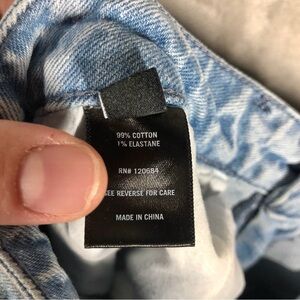 99% COTTON
1% ELASTANE
RN# 120684
SEE REVERSE FOR CARE
MADE IN CHINA